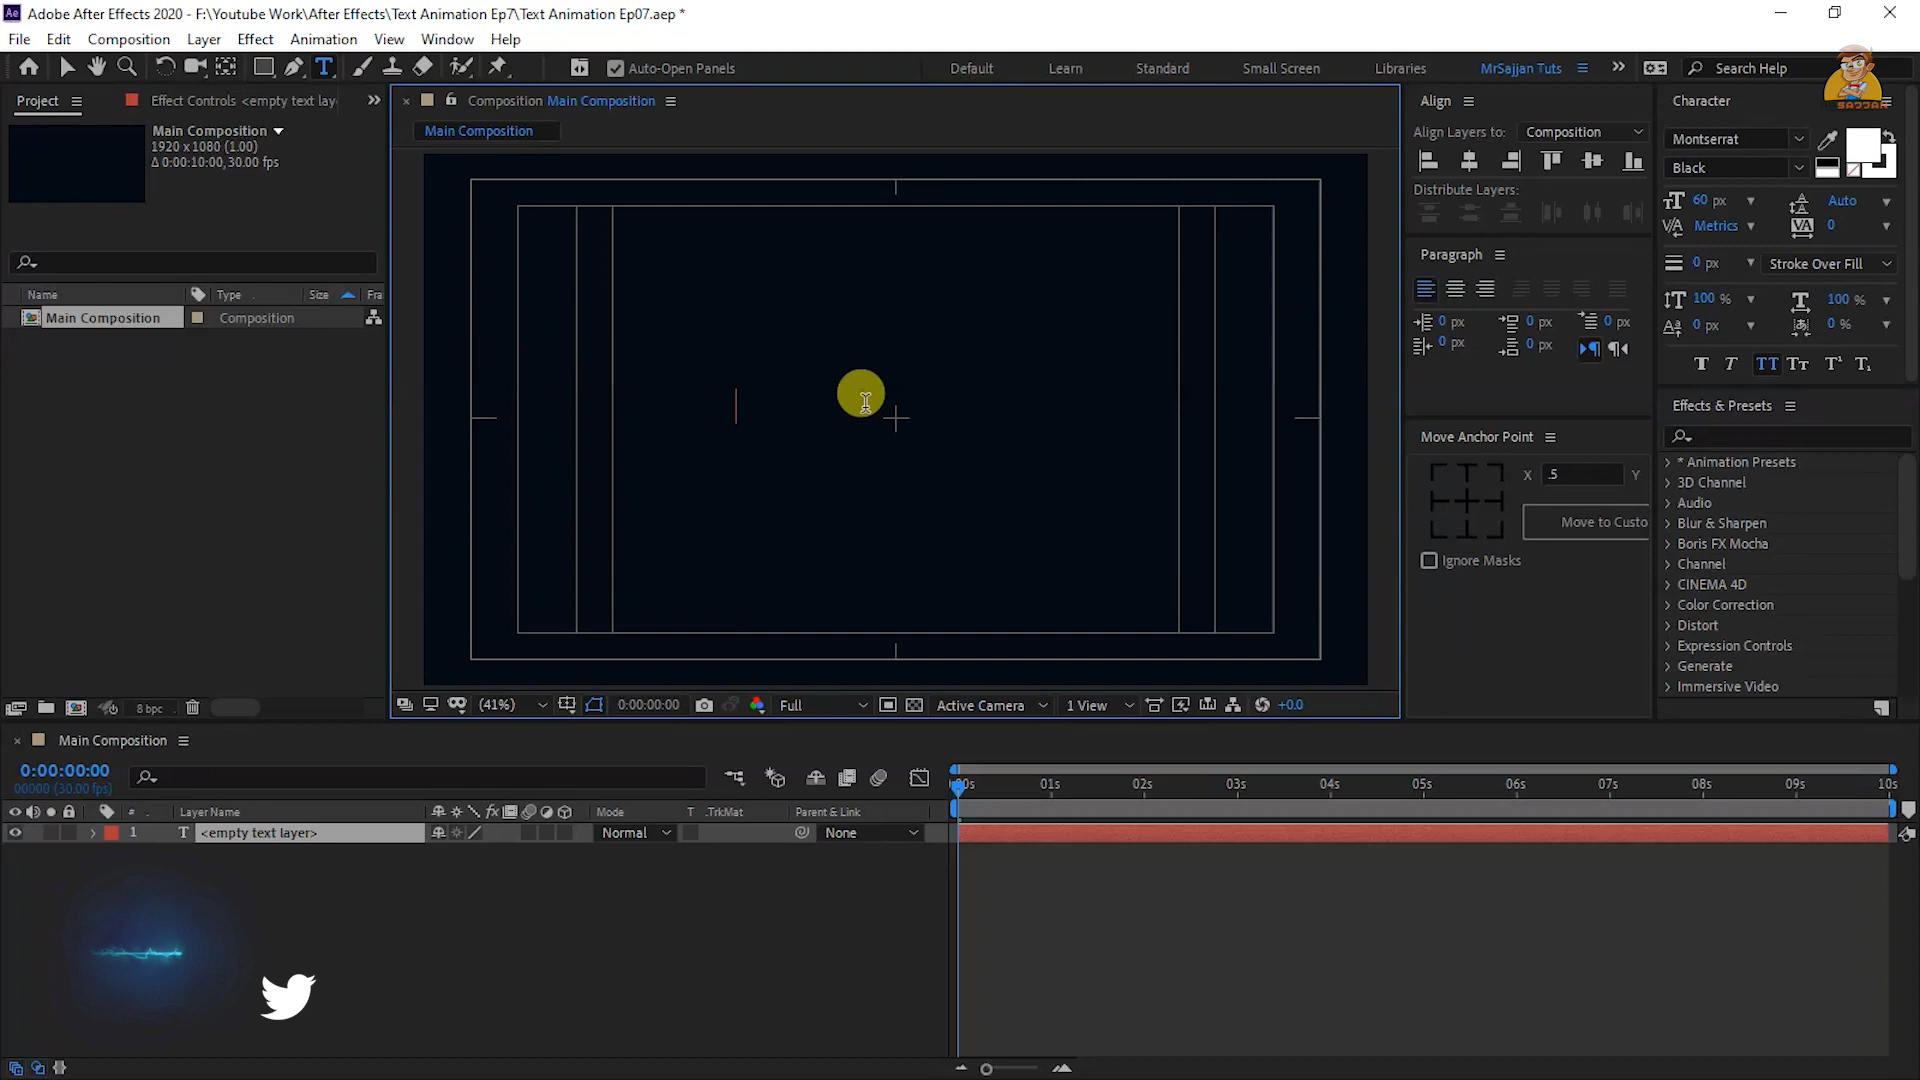 Adobe After Effects 2020 - F:\Youtube Work\After Effects\Text Animation Ep7\Text Animation Ep07.aep *
File Edit Composition Layer Effect Animation View Window Help
Auto-Open Panels Default Learn Standard Small Screen Libraries MrSajjan Tuts Search Help
SAJJAN
Project Effect Controls <empty text lay
Composition Main Composition
Align
Character
Main Composition
1920 x 1080 (1.00)
Δ 0:00:10:00, 30.00 fps
Main Composition
Align Layers to: Composition
Distribute Layers:
Montserrat
Black
60 px Auto
Metrics 0
0 px Stroke Over Fill
100 % 100 %
0 px 0 %
Paragraph
0 px 0 px 0 px
0 px 0 px
Name Type Size Fra
Main Composition Composition
Move Anchor Point
X .5 Y
Move to Custo
Ignore Masks
Effects & Presets
* Animation Presets
3D Channel
Audio
Blur & Sharpen
Boris FX Mocha
Channel
CINEMA 4D
Color Correction
Distort
Expression Controls
Generate
Immersive Video
8 bpc
(41%) 0:00:00:00 Full Active Camera 1 View +0.0
Main Composition
0:00:00:00
00000 (30.00 fps)
00s 01s 02s 03s 04s 05s 06s 07s 08s 09s 10s
# Layer Name Mode T .TrkMat Parent & Link
1 T <empty text layer> Normal None